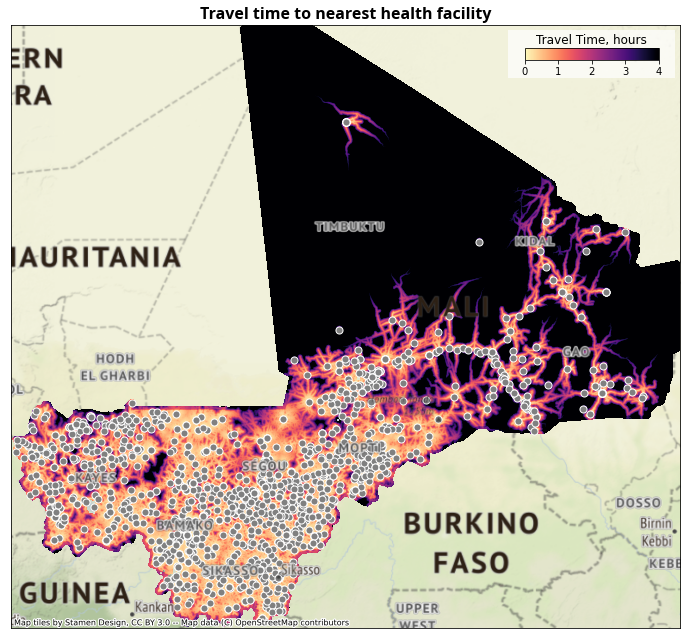 Travel time to nearest health facility
Travel Time, hours
0 1 2 3 4
ERN
RA
TIMBUKTU
KIDAL
IAURITANIA
MALI
HODH
EL GHARBI
GAO
OL
MOPTI
SEGOU
KAYES
BAMAKO
BURKINO
FASO
DOSSO
Birnin
Kebbi
KEBB
SIKASSO
Sikasso
GUINEA
Kankan
UPPER
WEST
Map tiles by Stamen Design, CC BY 3.0 -- Map data (C) OpenStreetMap contributors